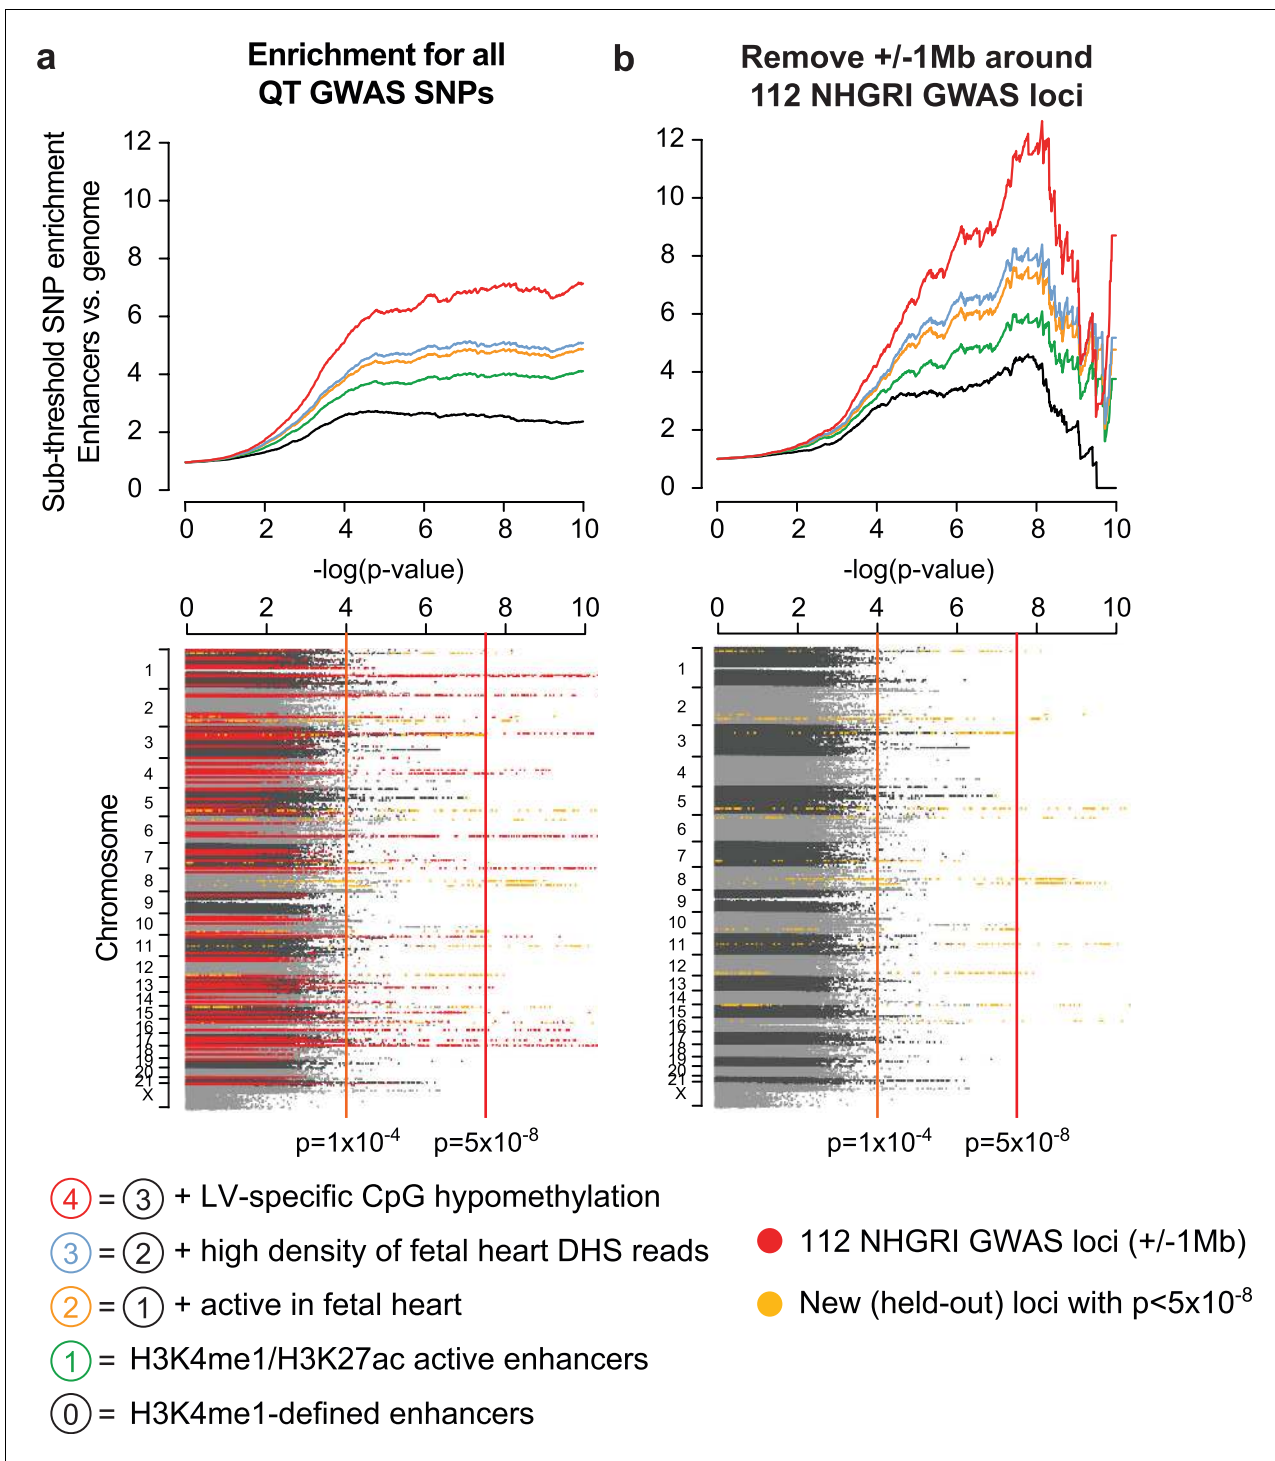 a
Enrichment for all
QT GWAS SNPs
b
Remove +/-1Mb around
112 NHGRI GWAS loci
Sub-threshold SNP enrichment
Enhancers vs. genome
12
10
8
6
4
2
0
0 2 4 6 8 10
12
10
8
6
4
2
0
0 2 4 6 8 10
-log(p-value)
-log(p-value)
0 2 4 6 8 10
0 2 4 6 8 10
Chromosome
1
2
3
4
5
6
7
8
9
10
11
12
13
14
15
16
17
18
19
20
21
X
1
2
3
4
5
6
7
8
9
10
11
12
13
14
15
16
17
18
19
20
21
X
p=1x10-4 p=5x10-8
p=1x10-4 p=5x10-8
4 = 3 + LV-specific CpG hypomethylation
3 = 2 + high density of fetal heart DHS reads
2 = 1 + active in fetal heart
1 = H3K4me1/H3K27ac active enhancers
0 = H3K4me1-defined enhancers
112 NHGRI GWAS loci (+/-1Mb)
New (held-out) loci with p<5x10-8